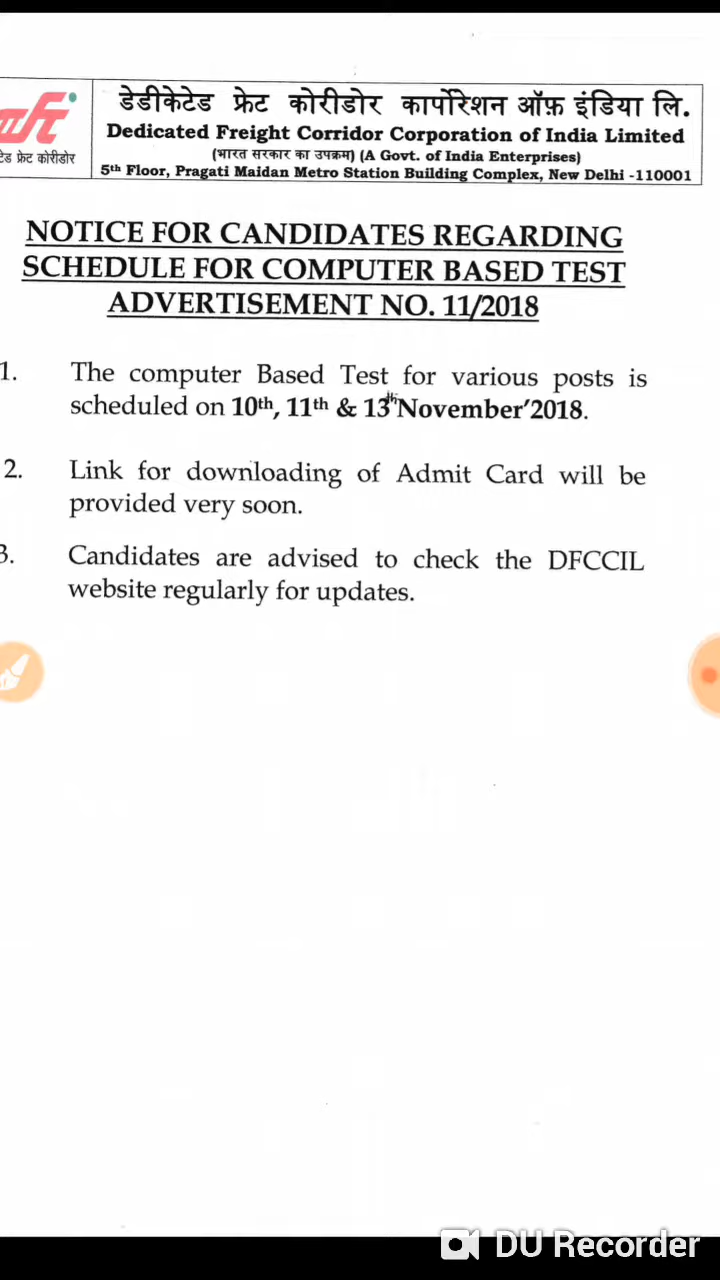 डेडीकेटेड फ्रेट कोरीडोर कार्पोरेशन ऑफ़ इंडिया लि.
Dedicated Freight Corridor Corporation of India Limited
(भारत सरकार का उपक्रम) (A Govt. of India Enterprises)
फ्रेट कोरीडोर
5th Floor, Pragati Maidan Metro Station Building Complex, New Delhi -110001
NOTICE FOR CANDIDATES REGARDING
SCHEDULE FOR COMPUTER BASED TEST
ADVERTISEMENT NO. 11/2018
1. The computer Based Test for various posts is
scheduled on 10th, 11th & 13th November'2018.
2. Link for downloading of Admit Card will be
provided very soon.
3. Candidates are advised to check the DFCCIL
website regularly for updates.
DU Recorder